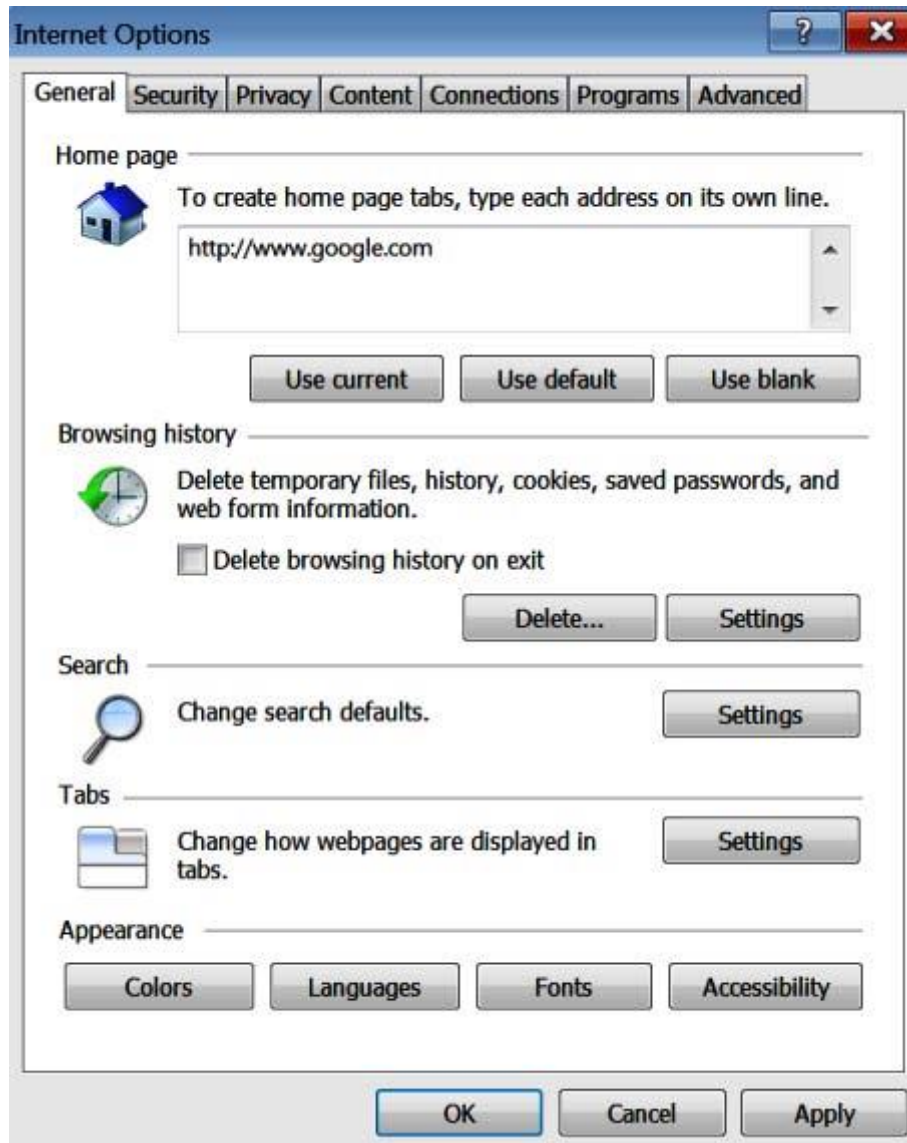 Internet Options
?
General Security Privacy Content Connections Programs Advanced
Home page
To create home page tabs, type each address on its own line.
http://www.google.com
Use current Use default Use blank
Browsing history
Delete temporary files, history, cookies, saved passwords, and
web form information.
Delete browsing history on exit
Delete... Settings
Search
Change search defaults. Settings
Tabs
Change how webpages are displayed in Settings
tabs.
Appearance
Colors Languages Fonts Accessibility
OK Cancel Apply